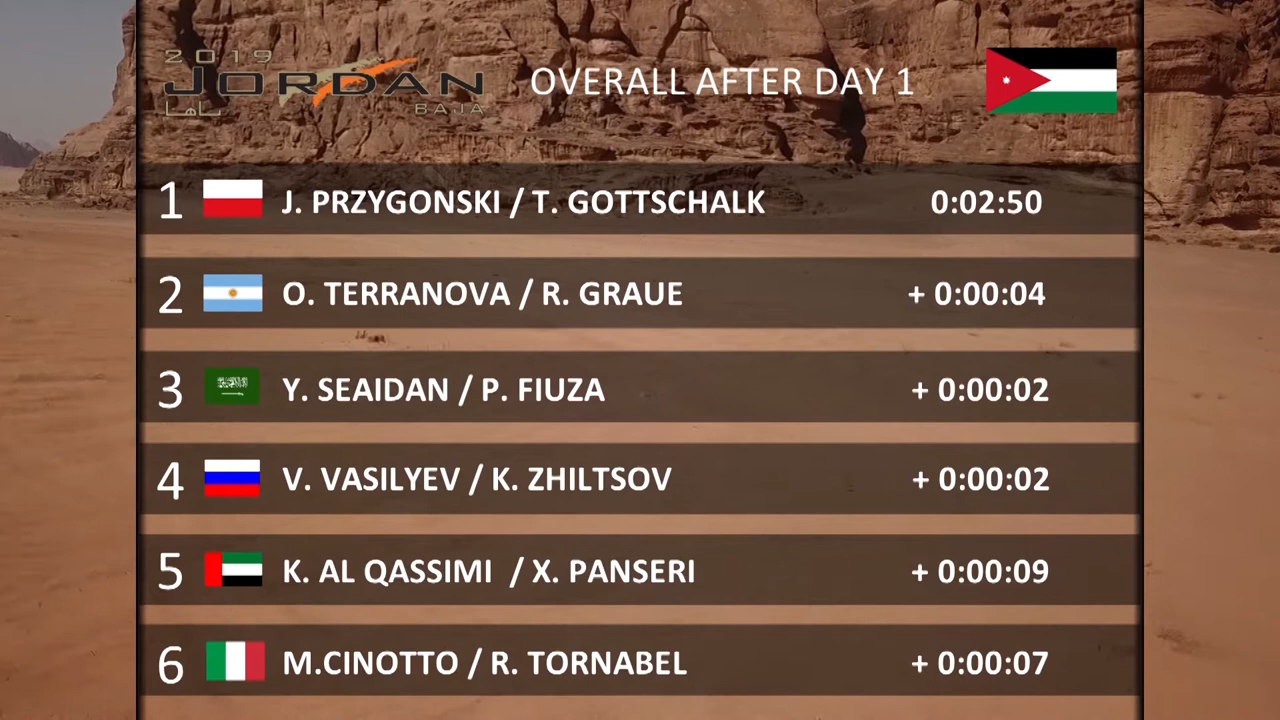 2019
JORDAN
باها BAJA
OVERALL AFTER DAY 1
1 J. PRZYGONSKI / T. GOTTSCHALK 0:02:50
2 O. TERRANOVA / R. GRAUE + 0:00:04
3 Y. SEAIDAN / P. FIUZA + 0:00:02
4 V. VASILYEV / K. ZHILTSOV + 0:00:02
5 K. AL QASSIMI / X. PANSERI + 0:00:09
6 M.CINOTTO / R. TORNABEL + 0:00:07